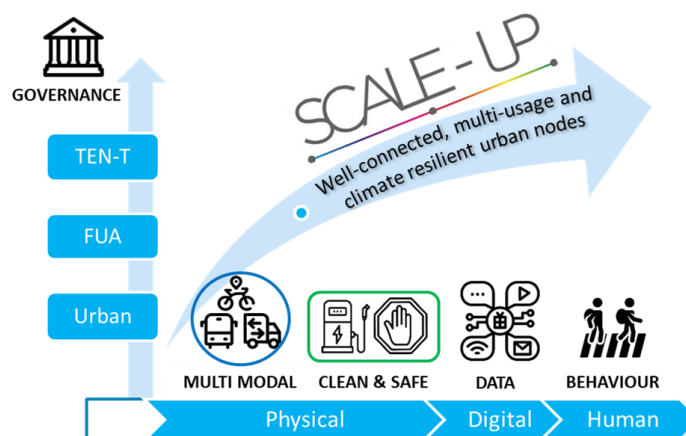 SCALE-UP
GOVERNANCE
Well-connected, multi-usage and
climate resilient urban nodes
TEN-T
FUA
Urban
MULTI MODAL
CLEAN & SAFE
DATA
BEHAVIOUR
Physical
Digital
Human